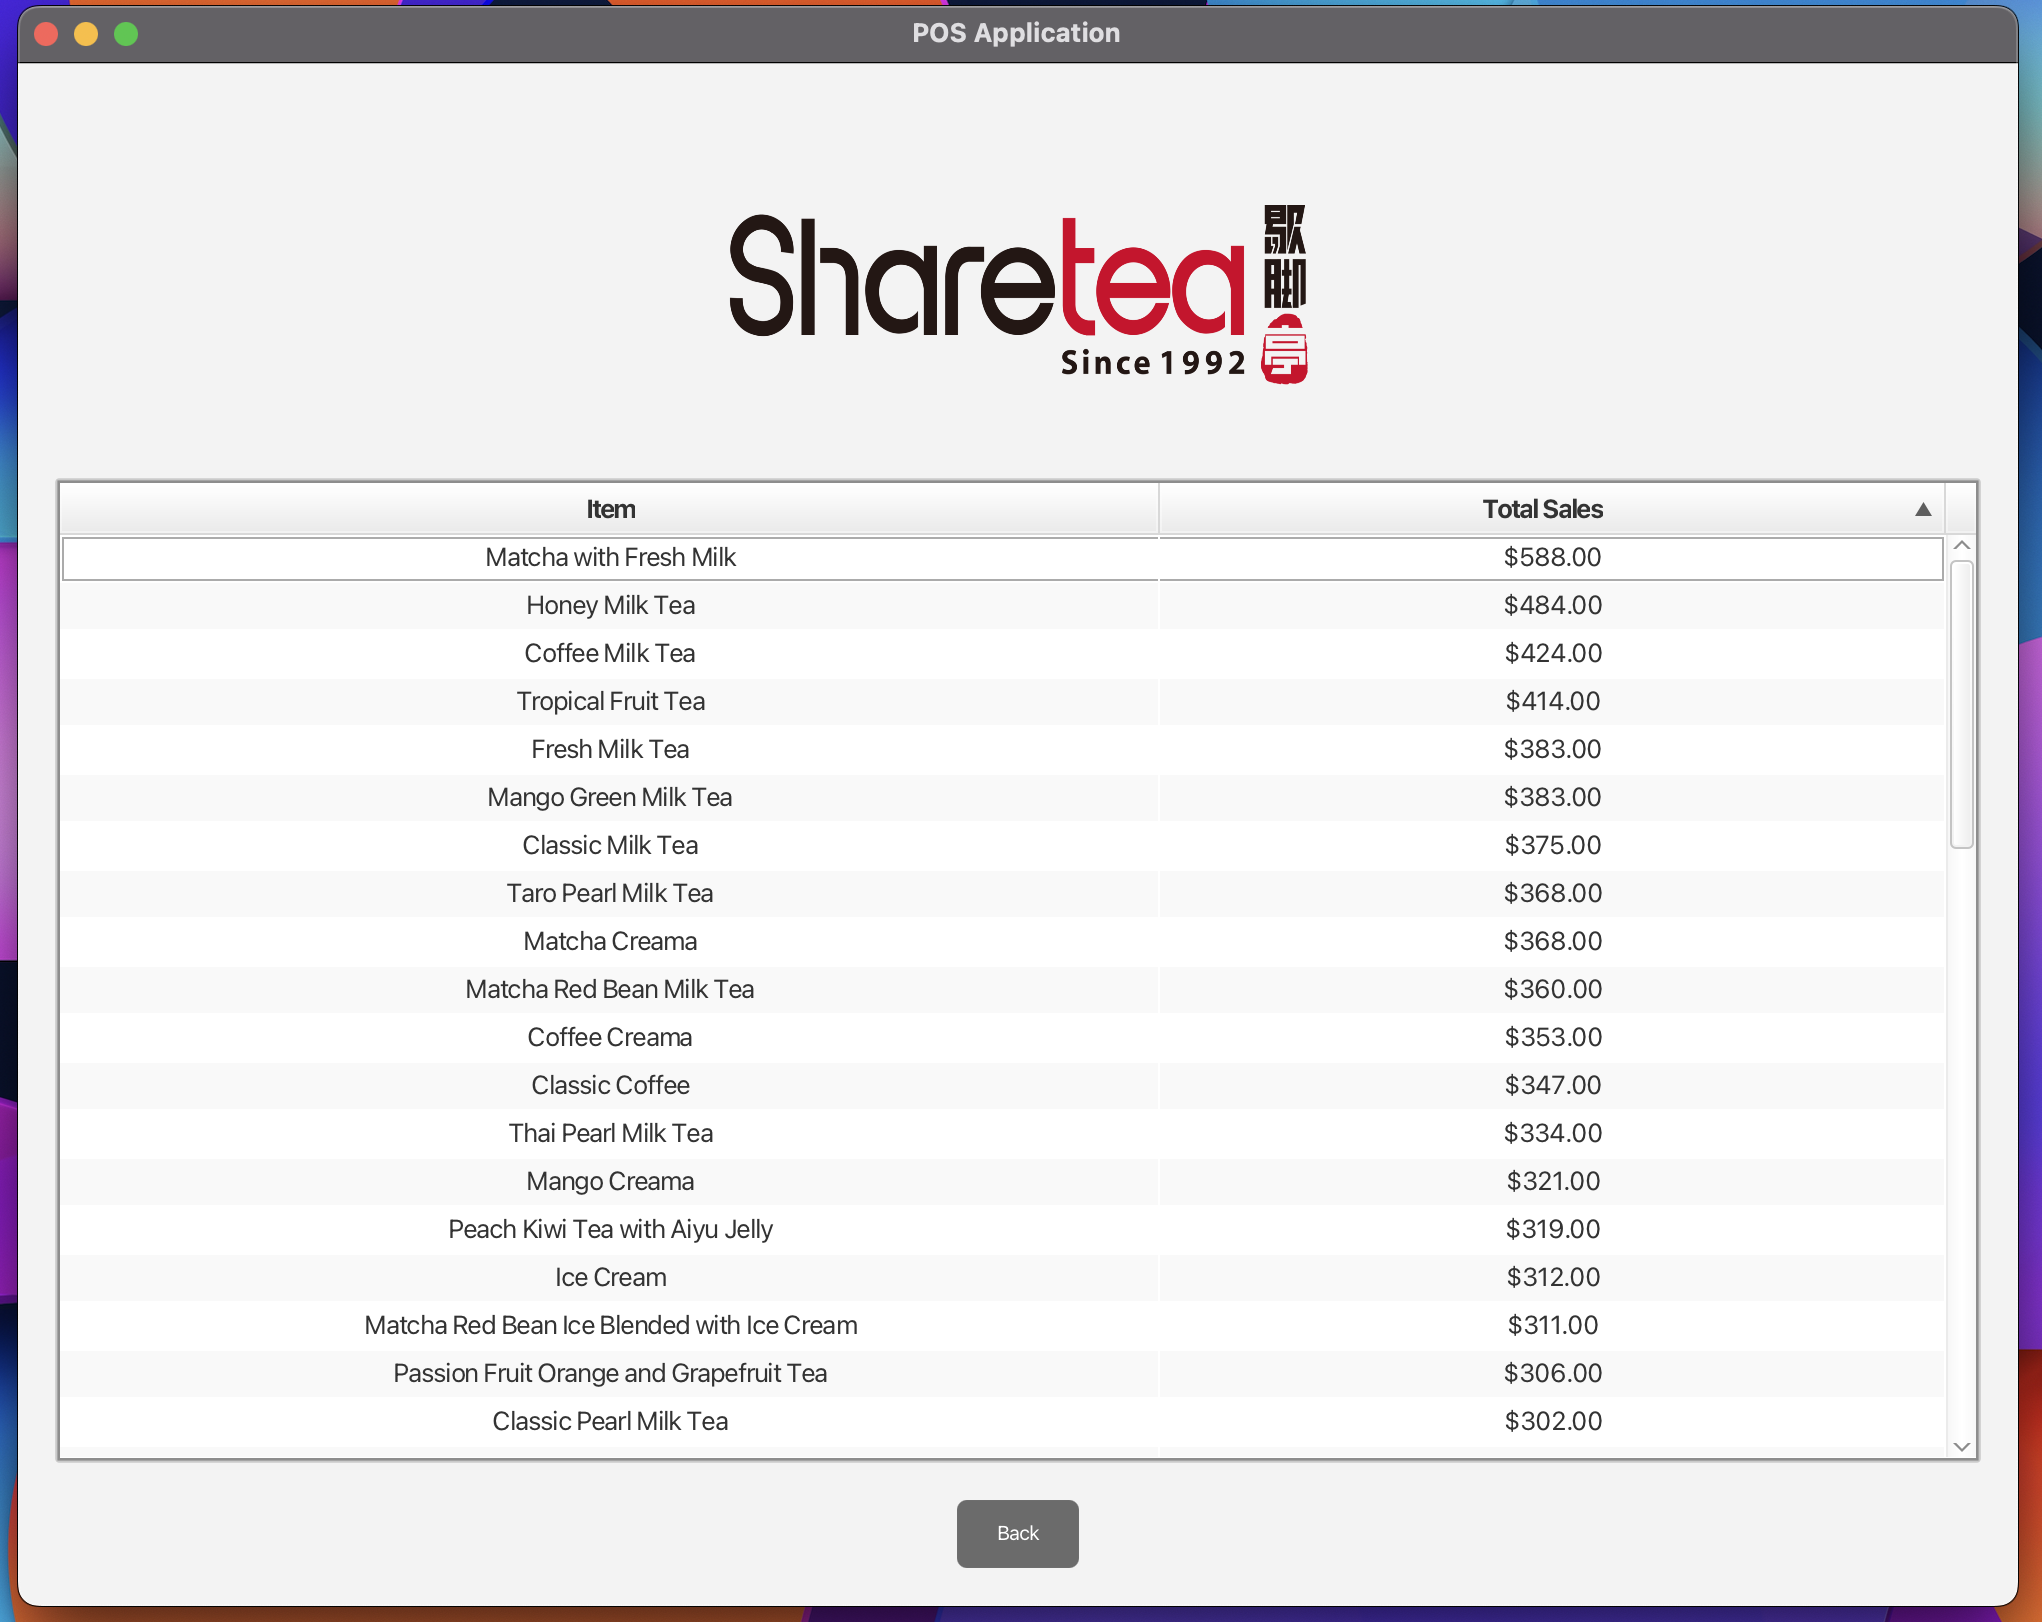 POS Application
Sharetea
歇脚亭
Since 1992
Item Total Sales
Matcha with Fresh Milk $588.00
Honey Milk Tea $484.00
Coffee Milk Tea $424.00
Tropical Fruit Tea $414.00
Fresh Milk Tea $383.00
Mango Green Milk Tea $383.00
Classic Milk Tea $375.00
Taro Pearl Milk Tea $368.00
Matcha Creama $368.00
Matcha Red Bean Milk Tea $360.00
Coffee Creama $353.00
Classic Coffee $347.00
Thai Pearl Milk Tea $334.00
Mango Creama $321.00
Peach Kiwi Tea with Aiyu Jelly $319.00
Ice Cream $312.00
Matcha Red Bean Ice Blended with Ice Cream $311.00
Passion Fruit Orange and Grapefruit Tea $306.00
Classic Pearl Milk Tea $302.00
Back